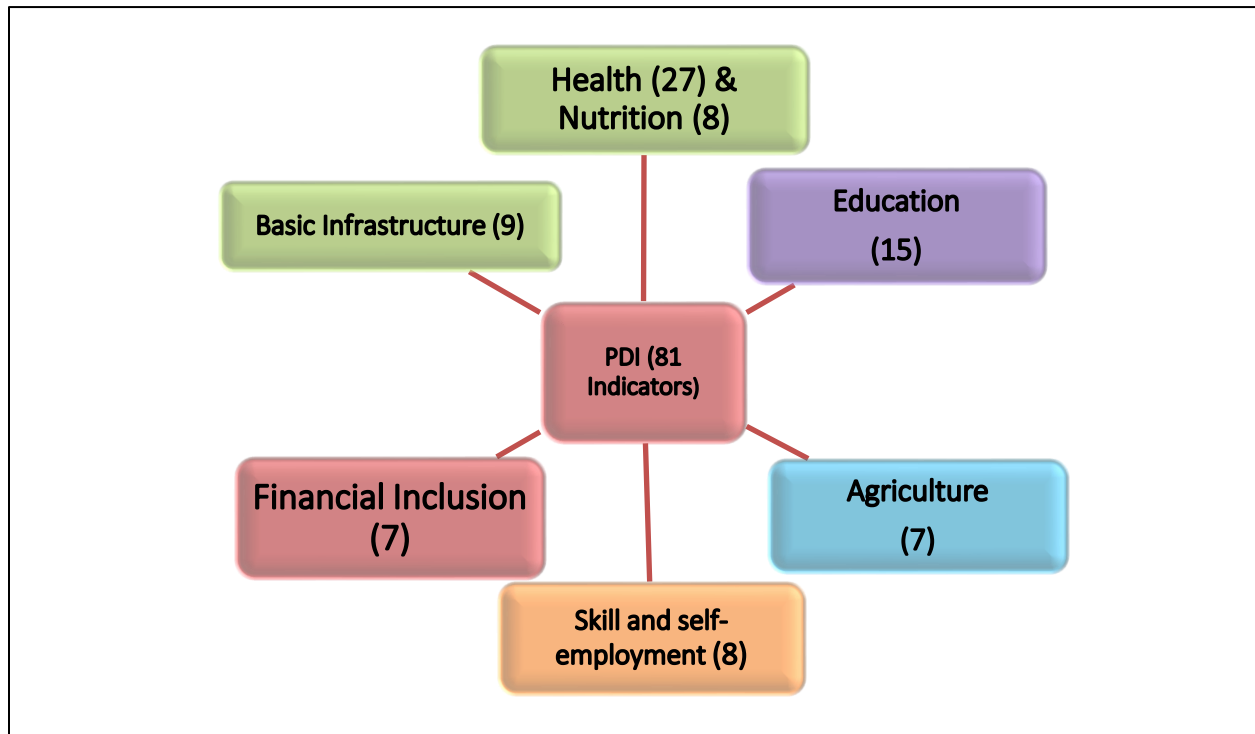 Health (27) &
Nutrition (8)
Basic Infrastructure (9)
Education
(15)
PDI (81
Indicators)
Financial Inclusion
(7)
Agriculture
(7)
Skill and self-
employment (8)